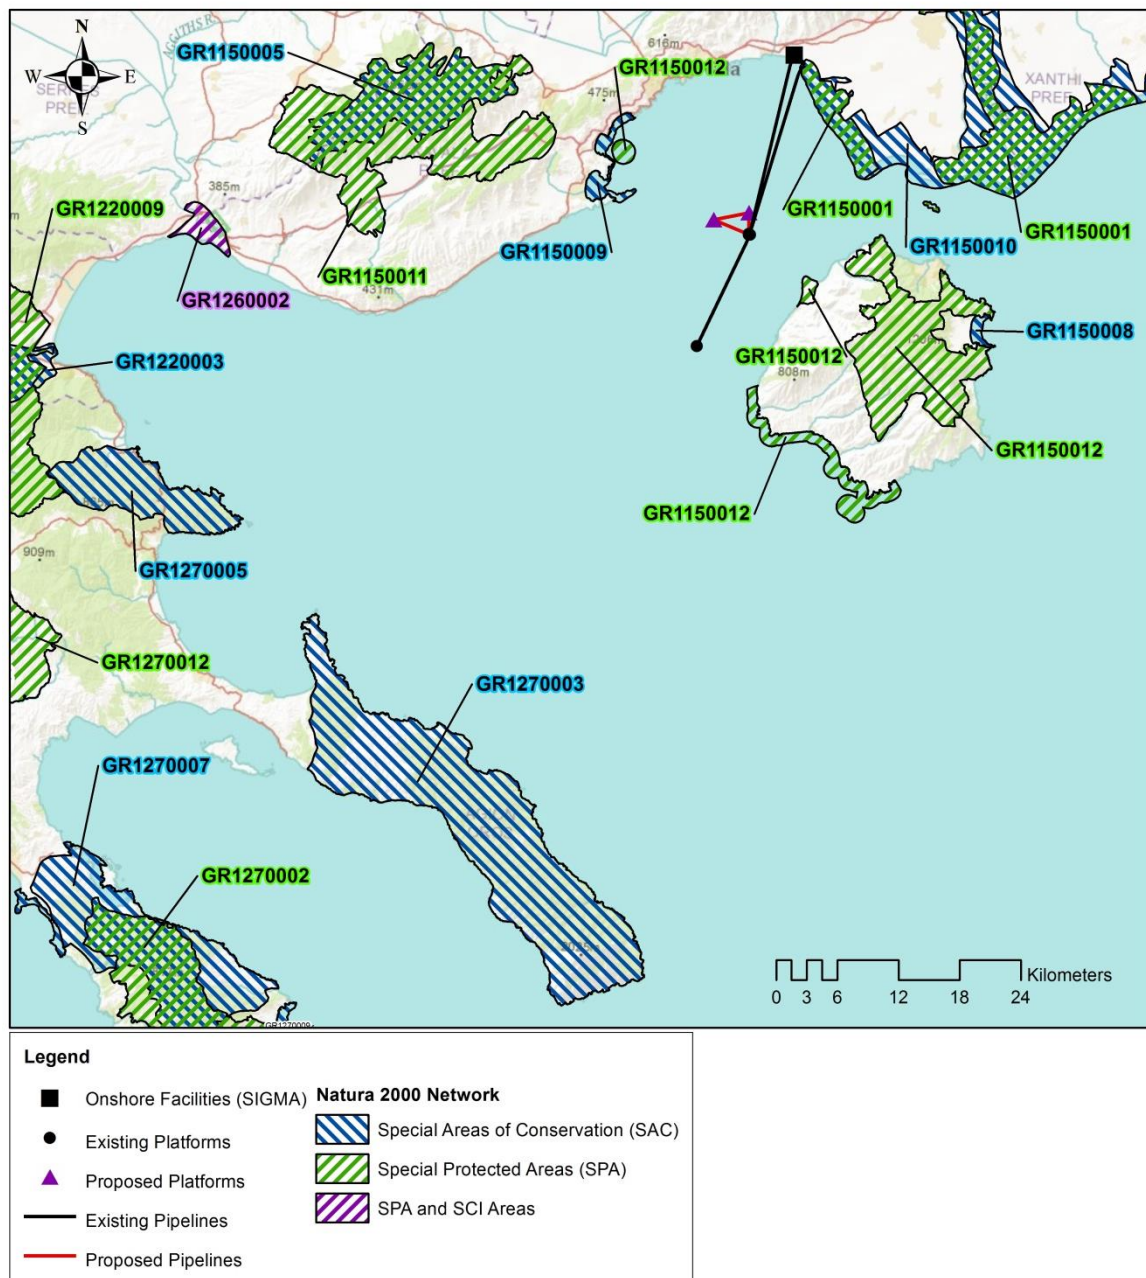 N
W
E
S
GR1150005
616m
GR1150012
475m
XANTHI
PREF.
385m
GR1220009
GR1150001
GR1150010
GR1150001
GR1150009
GR1150011
GR1260002
431m
GR1150008
GR1220003
GR1150012
808m
GR1150012
GR1150012
909m
GR1270005
GR1270012
GR1270003
GR1270007
GR1270002
2025m
Kilometers
0 3 6 12 18 24
GR1270009
Legend
Onshore Facilities (SIGMA)
Existing Platforms
Proposed Platforms
Existing Pipelines
Proposed Pipelines
Natura 2000 Network
Special Areas of Conservation (SAC)
Special Protected Areas (SPA)
SPA and SCI Areas